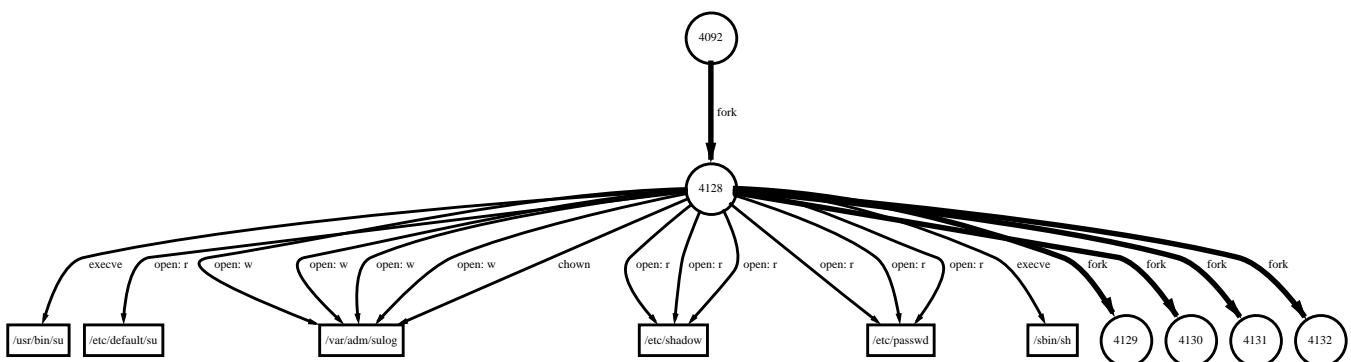 4092
fork
4128
execve
open: r
open: w
open: w
open: w
open: w
chown
open: r
open: r
open: r
open: r
open: r
open: r
execve
fork
fork
fork
fork
/usr/bin/su
/etc/default/su
/var/adm/sulog
/etc/shadow
/etc/passwd
/sbin/sh
4129
4130
4131
4132